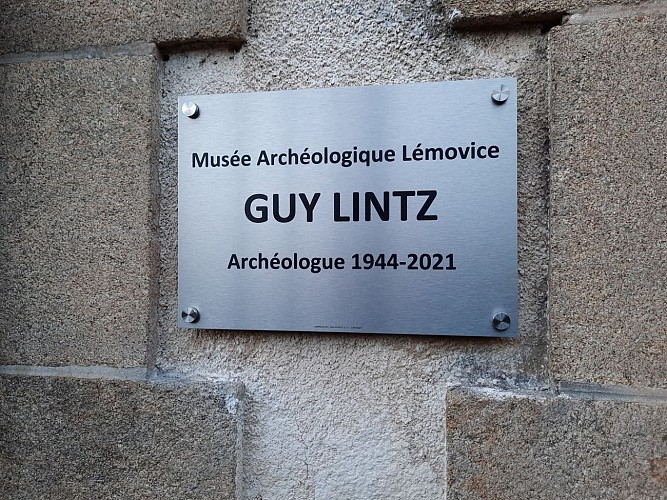 Musée Archéologique Lémovice
GUY LINTZ
Archéologue 1944-2021